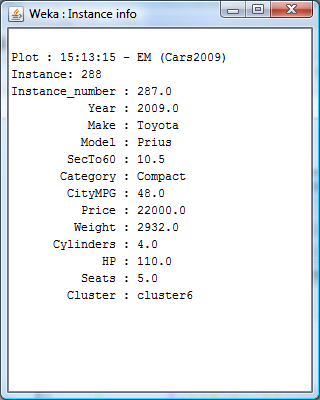 Weka : Instance info
Plot : 15:13:15 - EM (Cars2009)
Instance: 288
Instance_number : 287.0
Year : 2009.0
Make : Toyota
Model : Prius
SecTo60 : 10.5
Category : Compact
CityMPG : 48.0
Price : 22000.0
Weight : 2932.0
Cylinders : 4.0
HP : 110.0
Seats : 5.0
Cluster : cluster6